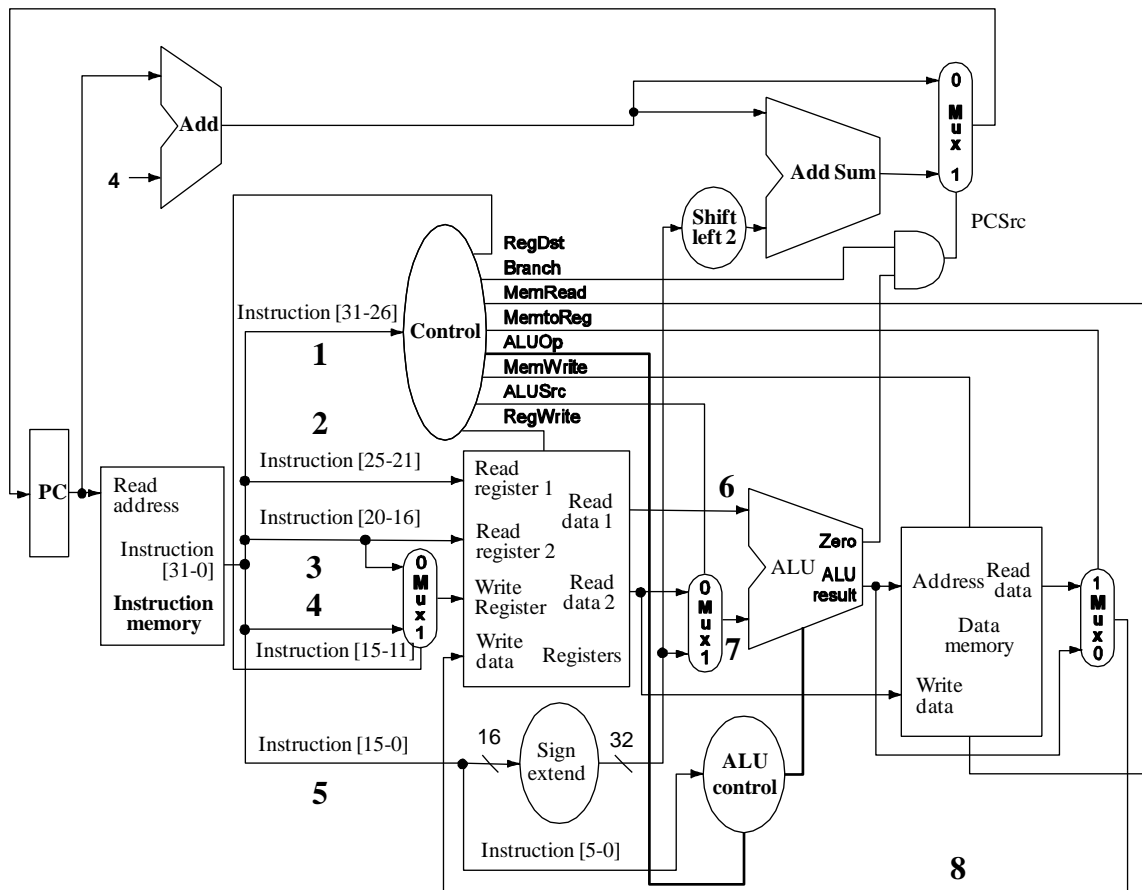 Add
4
0
Mux
1
Add Sum
Shift
left 2
PCSrc
RegDst
Branch
MemRead
MemtoReg
ALUOp
MemWrite
ALUSrc
RegWrite
Control
Instruction [31-26]
1
2
Instruction [25-21]
PC
Read
address
Instruction
[31-0]
Instruction
memory
Instruction [20-16]
3
4
Instruction [15-11]
0
Mux
1
Read
register 1
Read
register 2
Write
Register
Write
data
Read
data 1
Read
data 2
Registers
6
0
Mux
1
7
Zero
ALU
ALU
result
Address
Read
data
Data
memory
Write
data
1
Mux
0
Instruction [15-0]
5
16
Sign
extend
32
ALU
control
Instruction [5-0]
8